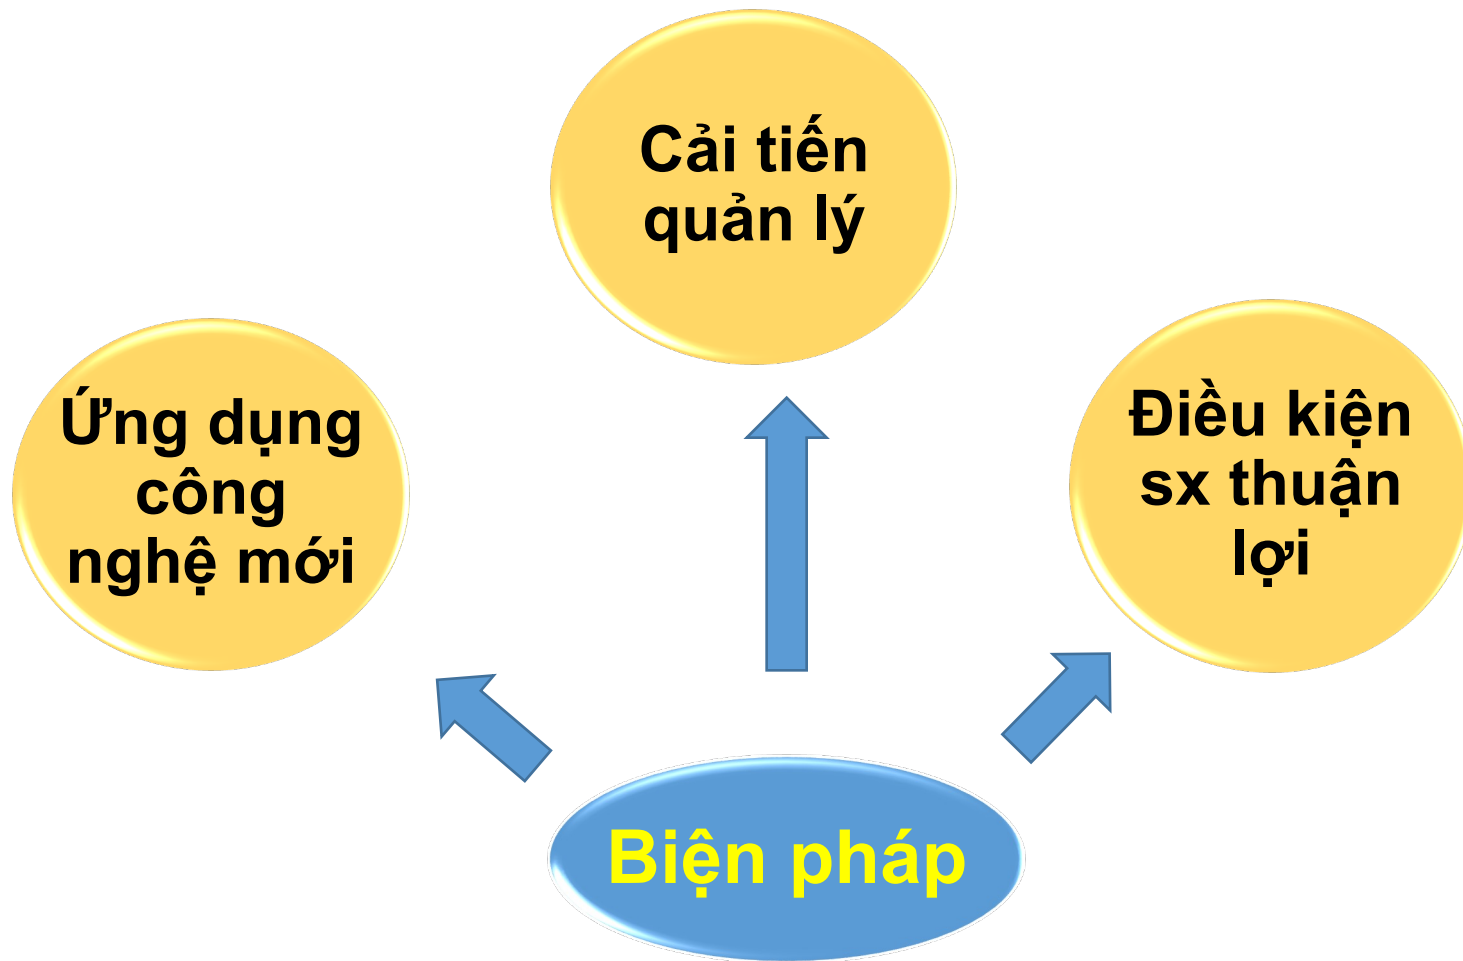 Cải tiến
quản lý
Ứng dụng
công
nghệ mới
Điều kiện
sx thuận
lợi
Biện pháp